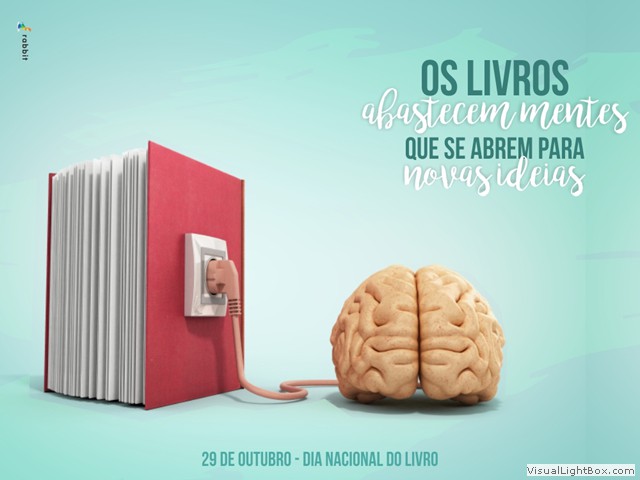 rabbit
OS LIVROS
abastecem mentes
QUE SE ABREM PARA
novas ideias
29 DE OUTUBRO - DIA NACIONAL DO LIVRO
VisualLightBox.com